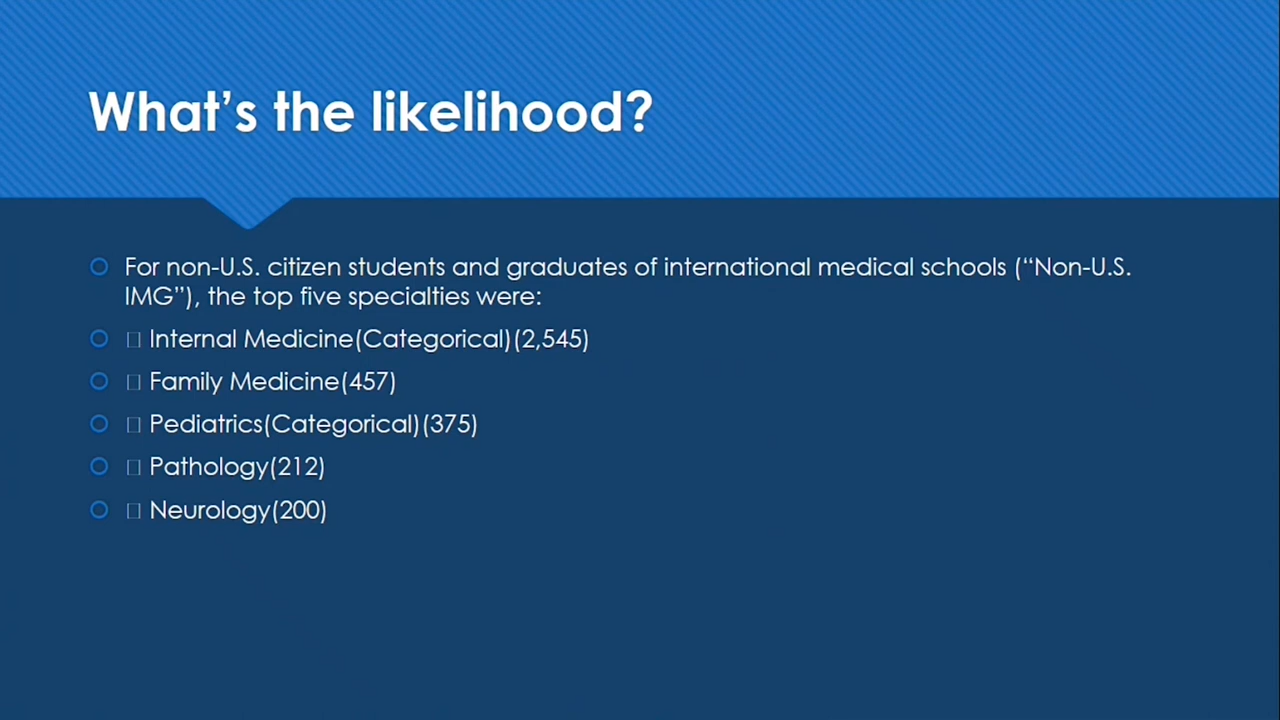 What’s the likelihood?
For non-U.S. citizen students and graduates of international medical schools (“Non-U.S.
IMG”), the top five specialties were:
Internal Medicine(Categorical)(2,545)
Family Medicine(457)
Pediatrics(Categorical)(375)
Pathology(212)
Neurology(200)